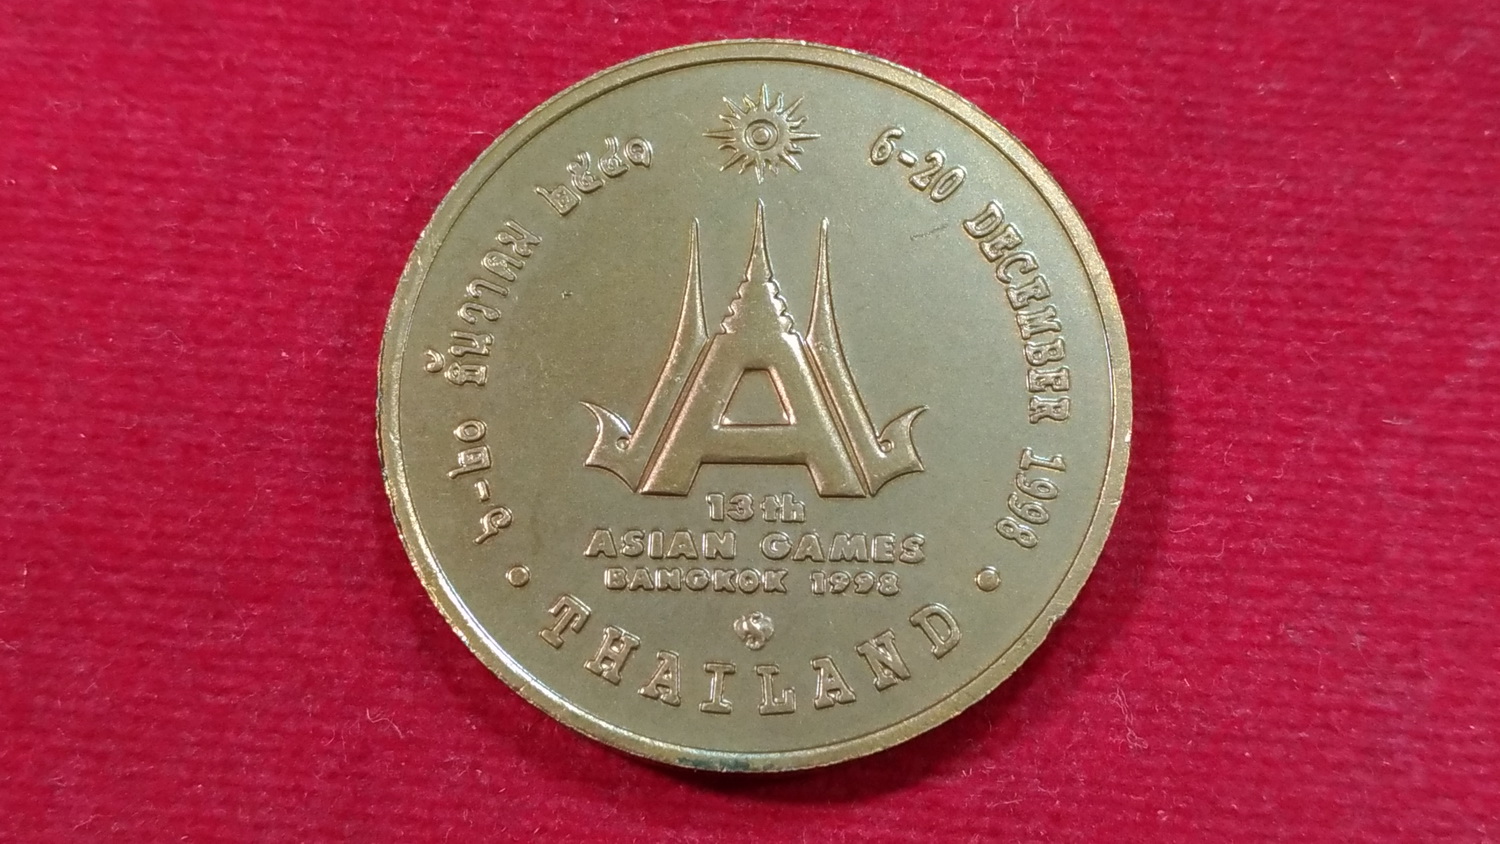 ๖-๒๐ ธันวาคม ๒๕๔๑
6-20 DECEMBER 1998
13th
ASIAN GAMES
BANGKOK 1998
THAILAND